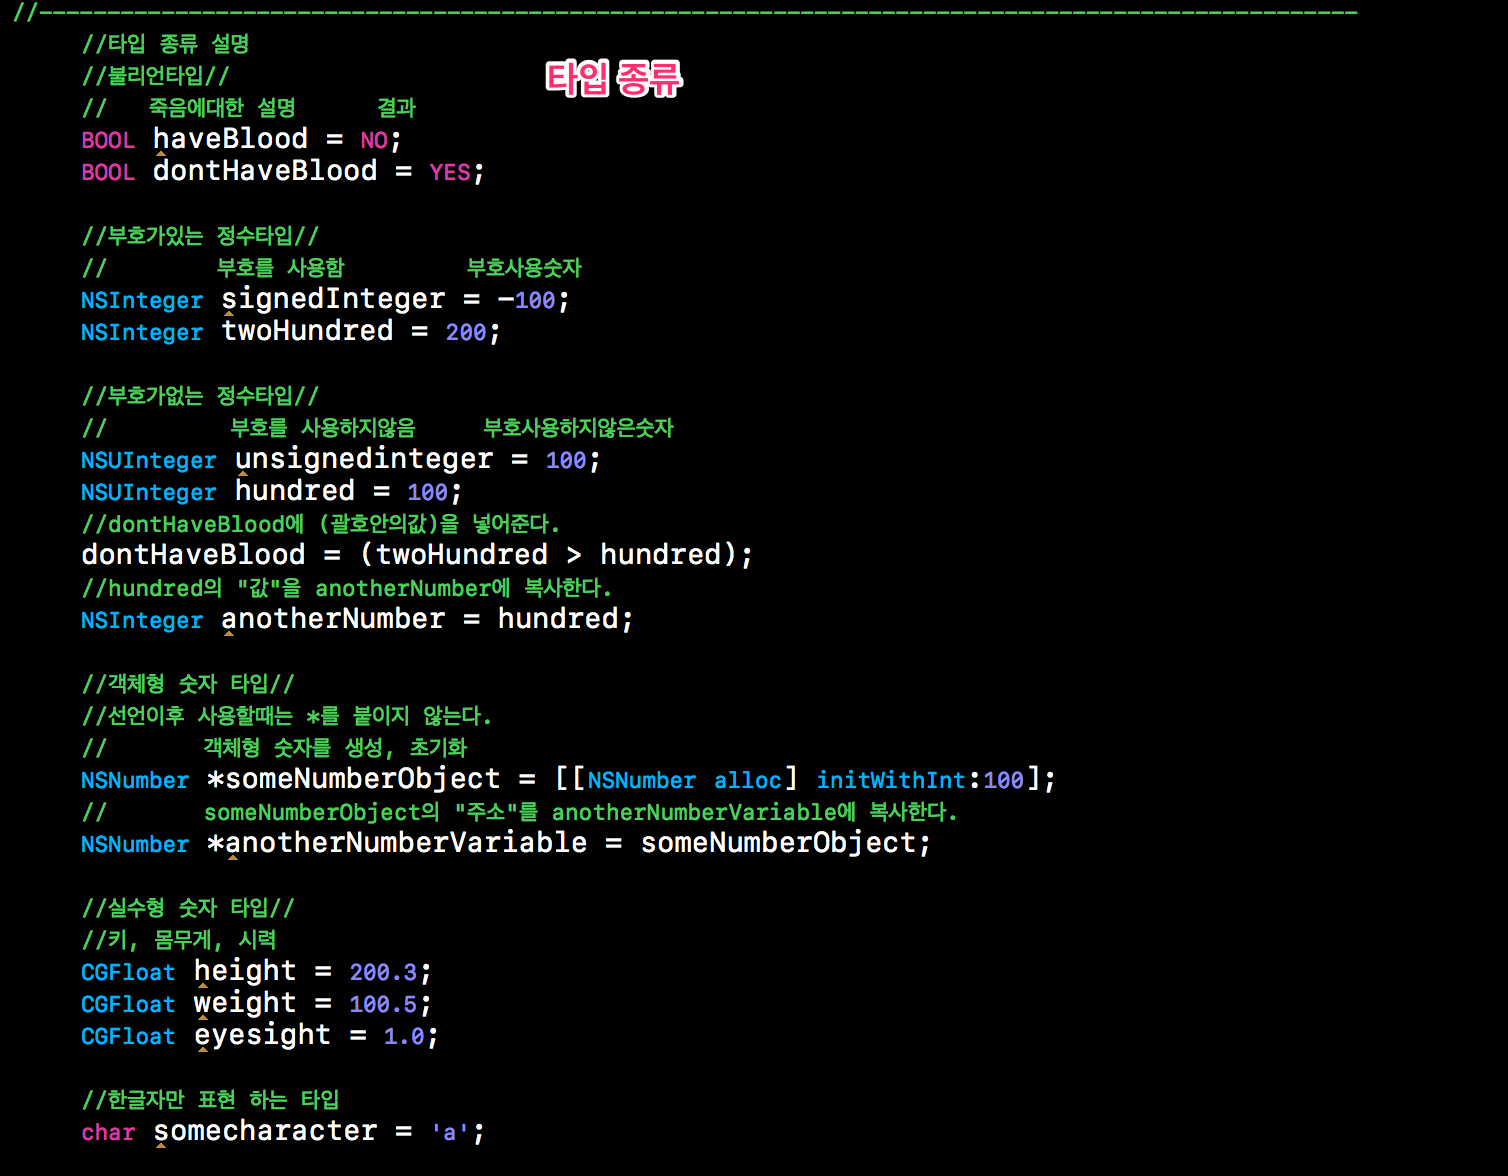 //————————————————————————————————————————————————————————————————————————————————
//타입 종류 설명
//불리언타입//
타입 종류
// 죽음에대한 설명 결과
BOOL haveBlood = NO;
BOOL dontHaveBlood = YES;
//부호가있는 정수타입//
// 부호를 사용함 부호사용숫자
NSInteger signedInteger = -100;
NSInteger twoHundred = 200;
//부호가없는 정수타입//
// 부호를 사용하지않음 부호사용하지않은숫자
NSUInteger unsignedinteger = 100;
NSUInteger hundred = 100;
//dontHaveBlood에 (괄호안의값)을 넣어준다.
dontHaveBlood = (twoHundred > hundred);
//hundred의 "값"을 anotherNumber에 복사한다.
NSInteger anotherNumber = hundred;
//객체형 숫자 타입//
//선언이후 사용할때는 *를 붙이지 않는다.
// 객체형 숫자를 생성, 초기화
NSNumber *someNumberObject = [[NSNumber alloc] initWithInt:100];
// someNumberObject의 "주소"를 anotherNumberVariable에 복사한다.
NSNumber *anotherNumberVariable = someNumberObject;
//실수형 숫자 타입//
//키, 몸무게, 시력
CGFloat height = 200.3;
CGFloat weight = 100.5;
CGFloat eyesight = 1.0;
//한글자만 표현 하는 타입
char somecharacter = 'a';